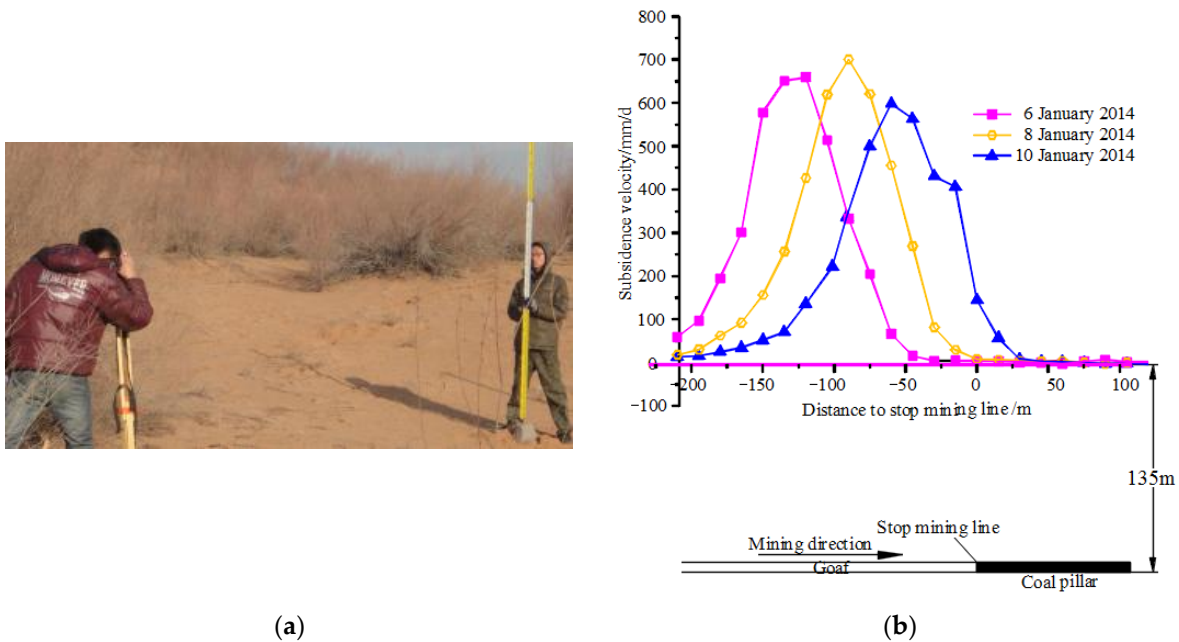 800
700
600
500
400
300
200
100
0
−100
Subsidence velocity/mm/d
6 January 2014
8 January 2014
10 January 2014
-200 -150 -100 -50 0 50 100
Distance to stop mining line /m
135m
Stop mining line
Mining direction
Goaf
Coal pillar
(a)
(b)